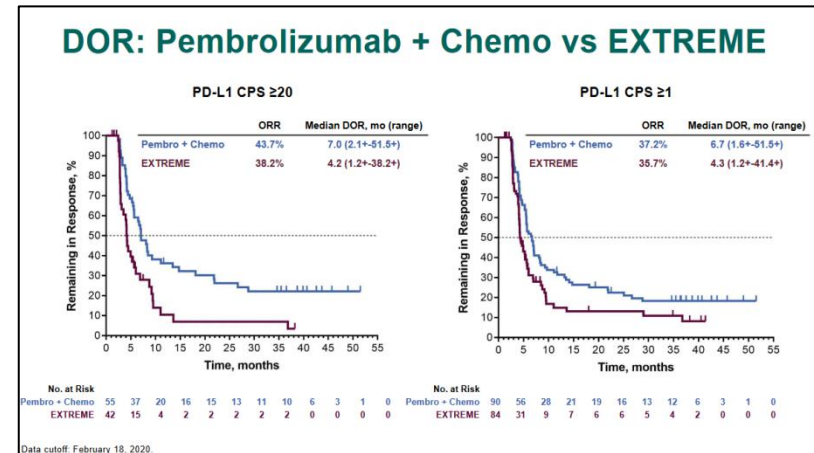 DOR: Pembrolizumab + Chemo vs EXTREME
PD-L1 CPS ≥20
ORR Median DOR, mo (range)
Pembro + Chemo 43.7% 7.0 (2.1+-51.5+)
EXTREME 38.2% 4.2 (1.2+-38.2+)
Remaining in Response, %
100
90
80
70
60
50
40
30
20
10
0
0 5 10 15 20 25 30 35 40 45 50 55
Time, months
No. at Risk
Pembro + Chemo 55 37 20 16 15 13 11 10 6 3 1 0
EXTREME 42 15 4 2 2 2 2 2 0 0 0 0
PD-L1 CPS ≥1
ORR Median DOR, mo (range)
Pembro + Chemo 37.2% 6.7 (1.6+-51.5+)
EXTREME 35.7% 4.3 (1.2+-41.4+)
Remaining in Response, %
100
90
80
70
60
50
40
30
20
10
0
0 5 10 15 20 25 30 35 40 45 50 55
Time, months
No. at Risk
Pembro + Chemo 90 56 28 21 19 16 13 12 6 3 1 0
EXTREME 84 31 9 7 6 6 5 4 2 0 0 0
Data cutoff: February 18, 2020.